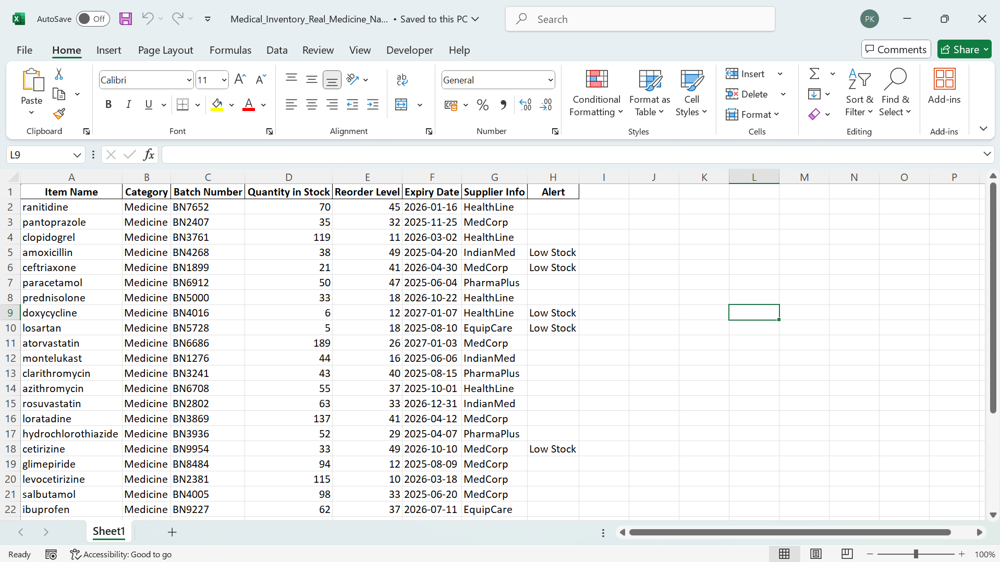 AutoSave Off Medical_Inventory_Real_Medicine_Na... • Saved to this PC Search PK
File Home Insert Page Layout Formulas Data Review View Developer Help Comments Share
Paste
Clipboard
Calibri 11
B I U A
Font
ab
Alignment
General
% , .00
Number
Conditional Formatting
Format as Table
Cell Styles
Styles
Insert
Delete
Format
Cells
Sort & Filter
Find & Select
Editing
Add-ins
Add-ins
L9 fx
A B C D E F G H I J K L M N O P
1 Item Name Category Batch Number Quantity in Stock Reorder Level Expiry Date Supplier Info Alert
2 ranitidine Medicine BN7652 70 45 2026-01-16 HealthLine
3 pantoprazole Medicine BN2407 35 32 2025-11-25 MedCorp
4 clopidogrel Medicine BN3761 119 11 2026-03-02 HealthLine
5 amoxicillin Medicine BN4268 38 49 2025-04-20 IndianMed Low Stock
6 ceftriaxone Medicine BN1899 21 41 2026-04-30 MedCorp Low Stock
7 paracetamol Medicine BN6912 50 47 2025-06-04 PharmaPlus
8 prednisolone Medicine BN5000 33 18 2026-10-22 HealthLine
9 doxycycline Medicine BN4016 6 12 2027-01-07 HealthLine Low Stock
10 losartan Medicine BN5728 5 18 2025-08-10 EquipCare Low Stock
11 atorvastatin Medicine BN6686 189 26 2027-01-03 MedCorp
12 montelukast Medicine BN1276 44 16 2025-06-06 IndianMed
13 clarithromycin Medicine BN3241 43 40 2025-08-15 PharmaPlus
14 azithromycin Medicine BN6708 55 37 2025-10-01 HealthLine
15 rosuvastatin Medicine BN2802 63 33 2026-12-31 IndianMed
16 loratadine Medicine BN3869 137 41 2026-04-12 MedCorp
17 hydrochlorothiazide Medicine BN3936 52 29 2025-04-07 PharmaPlus
18 cetirizine Medicine BN9954 33 49 2026-10-10 MedCorp Low Stock
19 glimepiride Medicine BN8484 94 12 2025-08-09 MedCorp
20 levocetirizine Medicine BN2381 115 10 2026-03-18 MedCorp
21 salbutamol Medicine BN4005 98 33 2025-06-20 MedCorp
22 ibuprofen Medicine BN9227 62 37 2026-07-11 EquipCare
Sheet1
Ready Accessibility: Good to go 100%